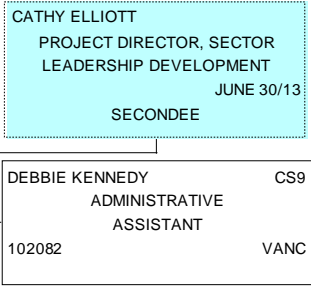 CATHY ELLIOTT
PROJECT DIRECTOR, SECTOR
LEADERSHIP DEVELOPMENT
JUNE 30/13
SECONDEE
DEBBIE KENNEDY CS9
ADMINISTRATIVE
ASSISTANT
102082 VANC